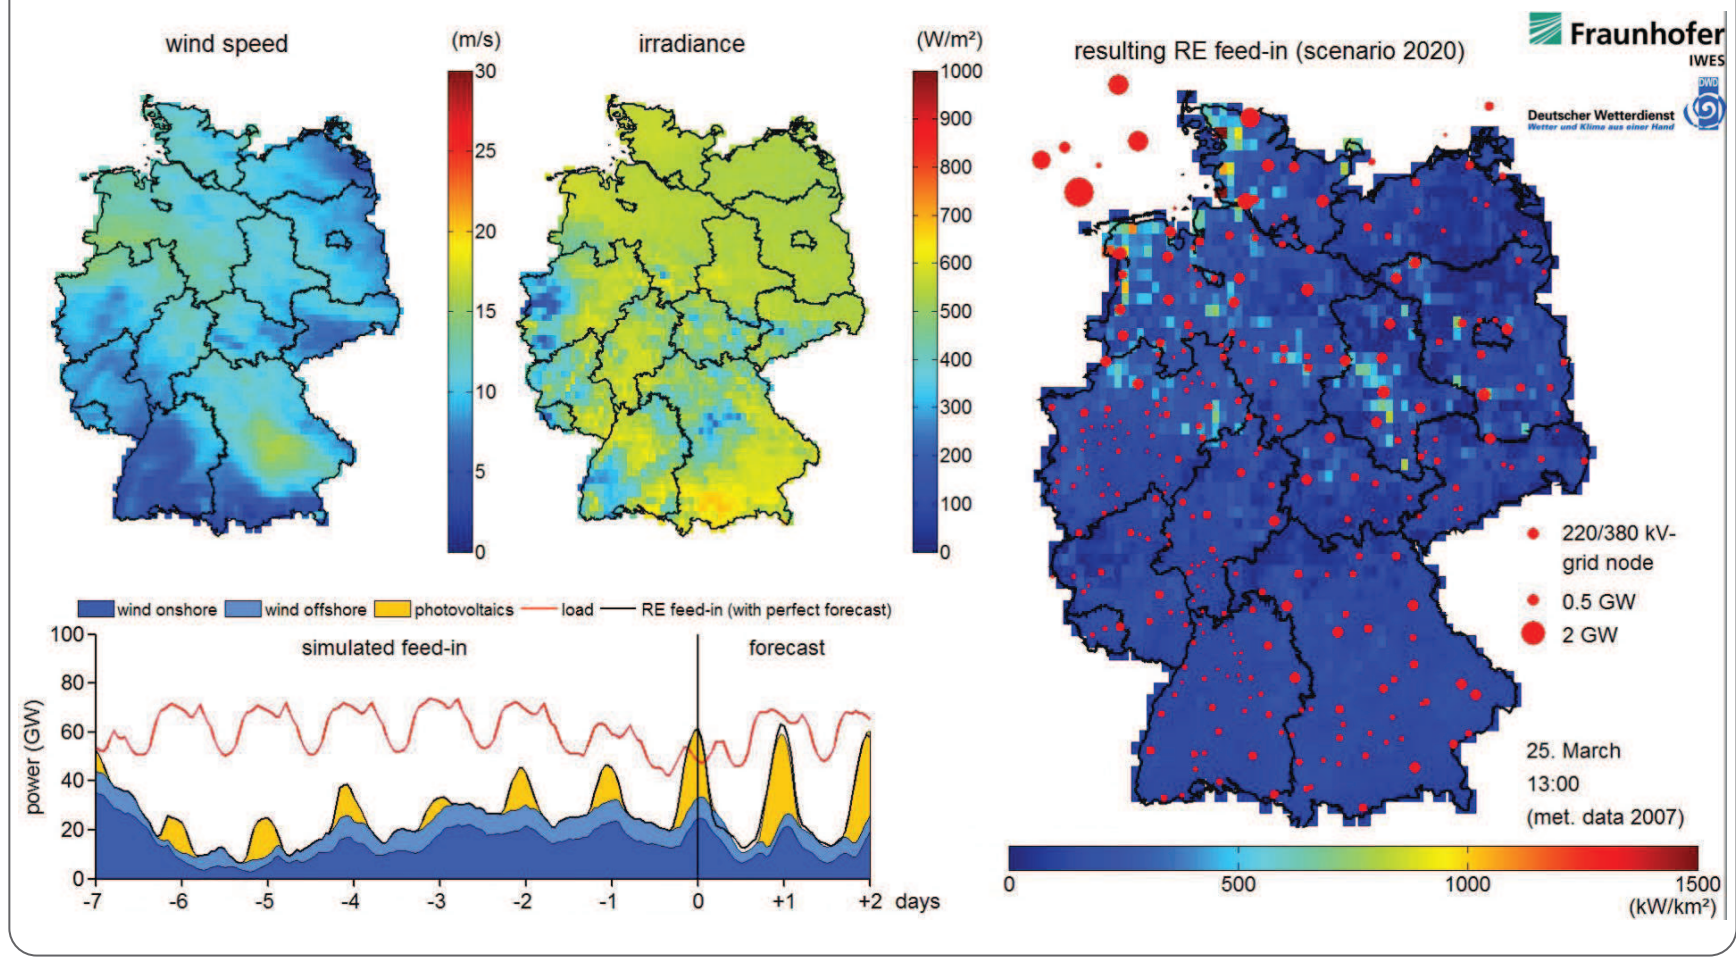 wind speed
(m/s)
30
25
20
15
10
5
0
irradiance
(W/m²)
1000
900
800
700
600
500
400
300
200
100
0
resulting RE feed-in (scenario 2020)
Fraunhofer
IWES
DWD
Deutscher Wetterdienst
Wetter und Klima aus einer Hand
220/380 kV-
grid node
0.5 GW
2 GW
25. March
13:00
(met. data 2007)
0 500 1000 1500
(kW/km²)
wind onshore wind offshore photovoltaics load RE feed-in (with perfect forecast)
simulated feed-in forecast
power (GW)
100
80
60
40
20
0
-7 -6 -5 -4 -3 -2 -1 0 +1 +2 days